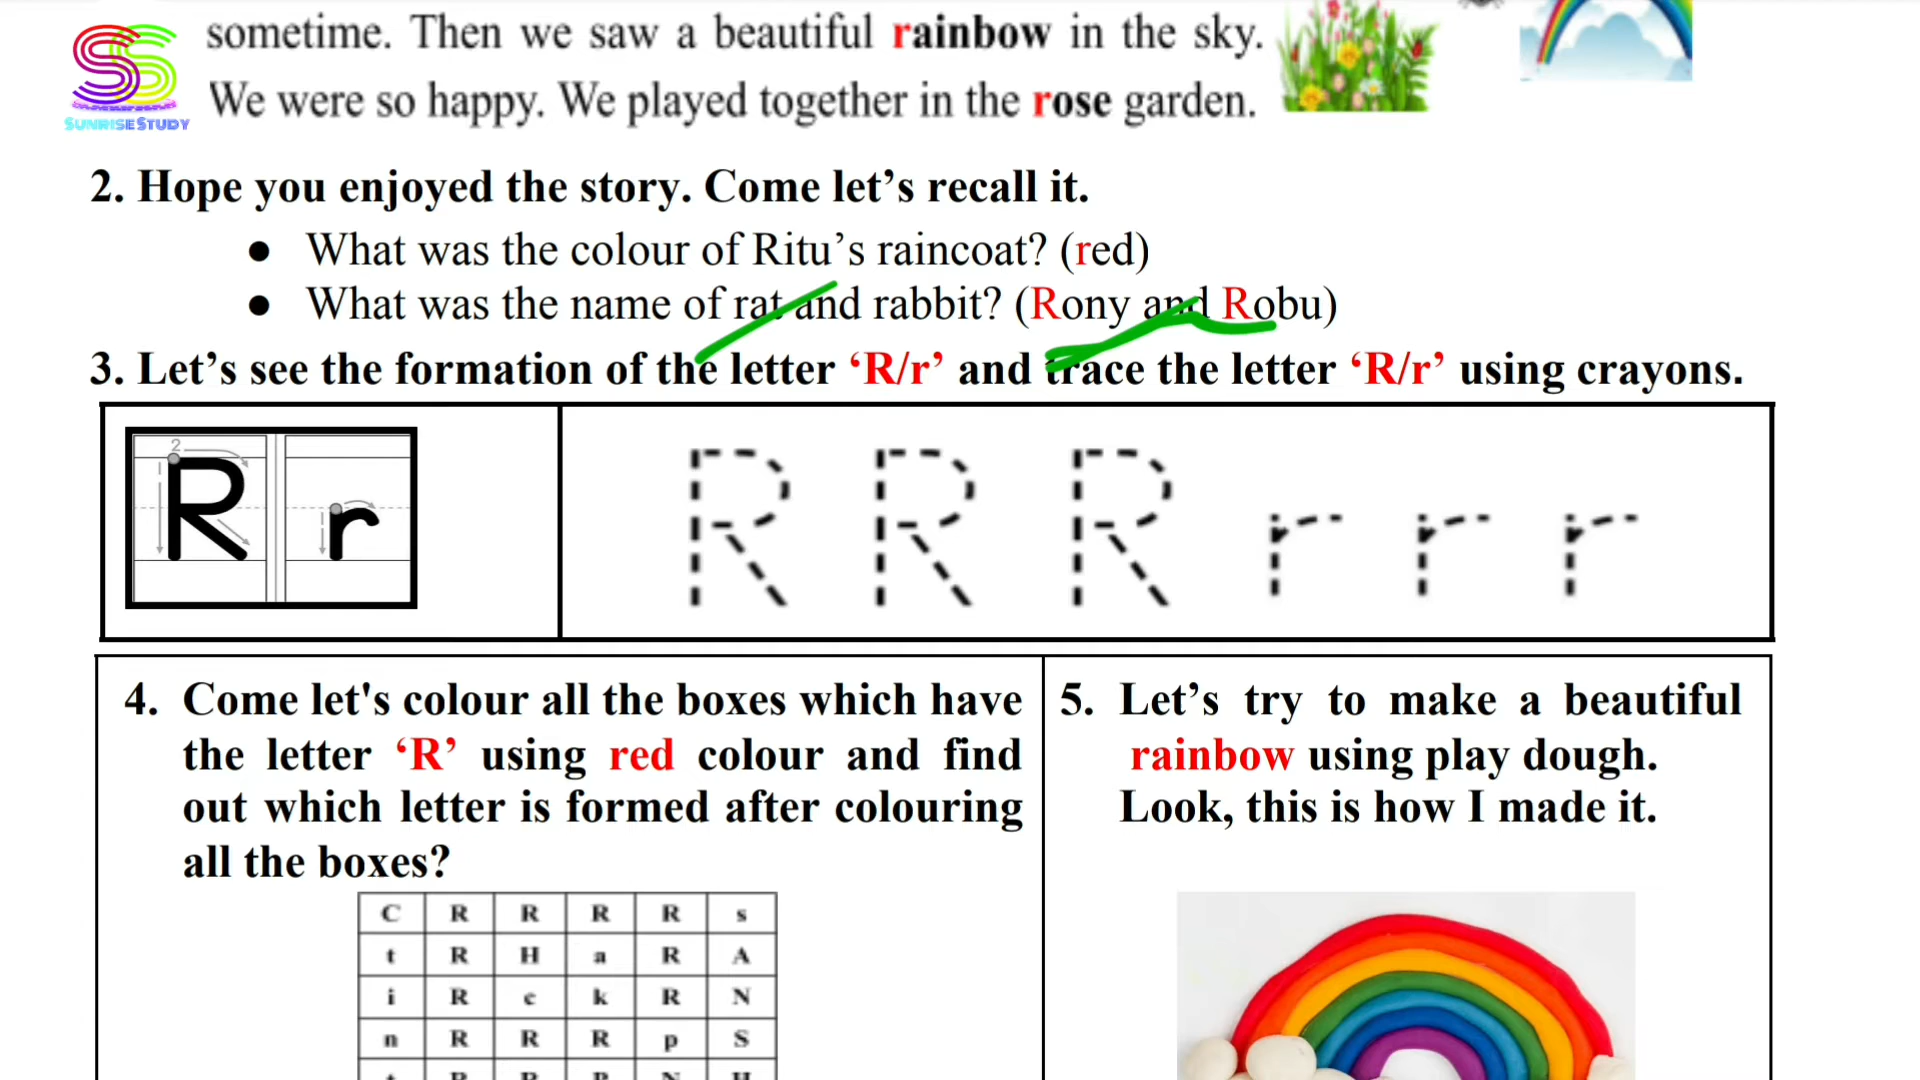 sometime. Then we saw a beautiful rainbow in the sky.
We were so happy. We played together in the rose garden.
SUNRISE STUDY
2. Hope you enjoyed the story. Come let’s recall it.
● What was the colour of Ritu’s raincoat? (red)
● What was the name of rat and rabbit? (Rony and Robu)
3. Let’s see the formation of the letter ‘R/r’ and trace the letter ‘R/r’ using crayons.
2
R r R R R r r r
4. Come let's colour all the boxes which have
the letter ‘R’ using red colour and find
out which letter is formed after colouring
all the boxes?
C R R R R s
t R H a R A
i R c k R N
n R R R p S
5. Let’s try to make a beautiful
rainbow using play dough.
Look, this is how I made it.